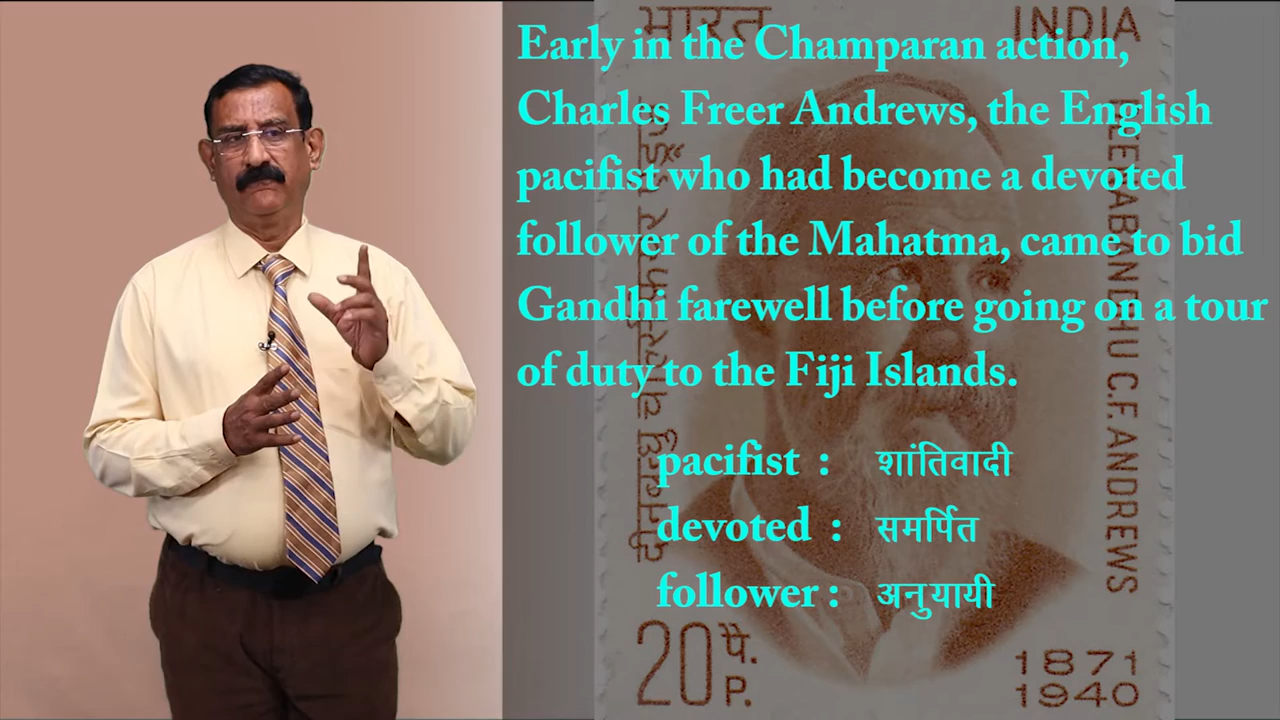 भारत
INDIA
Early in the Champaran action,
Charles Freer Andrews, the English
pacifist who had become a devoted
follower of the Mahatma, came to bid
Gandhi farewell before going on a tour
of duty to the Fiji Islands.
pacifist : शांतिवादी
devoted : समर्पित
follower : अनुयायी
DEENABANDHU C.F. ANDREWS
20 पै.
P.
1871
1940